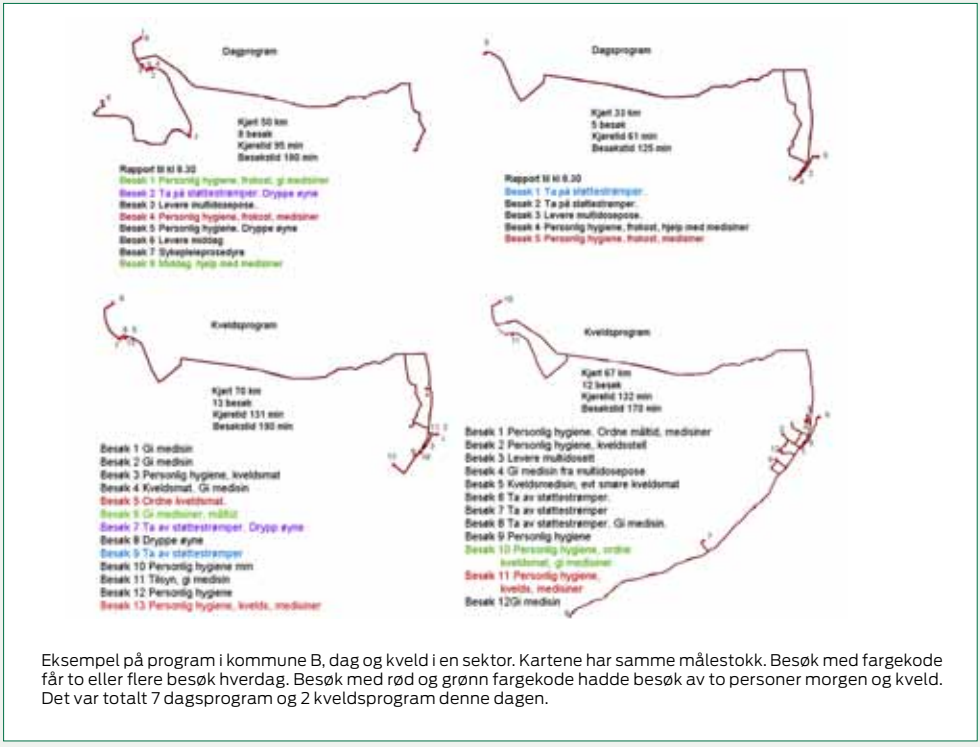 Dagprogram
Kjørt 50 km
8 besøk
Kjøretid 95 min
Besøkstid 180 min
Rapport til kl 8.30
Besøk 1 Personlig hygiene, frokost, gi medisiner
Besøk 2 Ta på støttestrømper. Dryppe øyne
Besøk 3 Levere multidosepose.
Besøk 4 Personlig hygiene, frokost, medisiner
Besøk 5 Personlig hygiene. Dryppe øyne
Besøk 6 Levere middag
Besøk 7 Sykepleieprosedyre
Besøk 8 Middag, hjelp med medisiner
Dagsprogram
Kjørt 33 km
5 besøk
Kjøretid 61 min
Besøkstid 125 min
Rapport til kl 8.30
Besøk 1 Ta på støttestrømper.
Besøk 2 Ta på støttestrømper.
Besøk 3 Levere multidosepose.
Besøk 4 Personlig hygiene, frokost, hjelp med medisiner
Besøk 5 Personlig hygiene, frokost, medisiner
Kveldsprogram
Kjørt 70 km
13 besøk
Kjøretid 131 min
Besøkstid 190 min
Besøk 1 Gi medisin
Besøk 2 Gi medisin
Besøk 3 Personlig hygiene, kveldsmat
Besøk 4 Kveldsmat. Gi medisin
Besøk 5 Ordne kveldsmat.
Besøk 6 Gi medisiner, måltid
Besøk 7 Ta av støttestrømper. Drypp øyne
Besøk 8 Dryppe øyne
Besøk 9 Ta av støttestrømper
Besøk 10 Personlig hygiene mm
Besøk 11 Tilsyn, gi medisin
Besøk 12 Personlig hygiene
Besøk 13 Personlig hygiene, kvelds, medisiner
Kveldsprogram
Kjørt 67 km
12 besøk
Kjøretid 132 min
Besøkstid 170 min
Besøk 1 Personlig hygiene. Ordne måltid, medisiner
Besøk 2 Personlig hygiene, kveldsstell
Besøk 3 Levere multidosett
Besøk 4 Gi medisin fra multidosepose
Besøk 5 Kveldsmedisin, evt smøre kveldsmat
Besøk 6 Ta av støttestrømper.
Besøk 7 Ta av støttestrømper
Besøk 8 Ta av støttestrømper. Gi medisin.
Besøk 9 Personlig hygiene
Besøk 10 Personlig hygiene, ordne
kveldsmat, gi medisiner
Besøk 11 Personlig hygiene,
kvelds, medisiner
Besøk 12Gi medisin
Eksempel på program i kommune B, dag og kveld i en sektor. Kartene har samme målestokk. Besøk med fargekode
får to eller flere besøk hverdag. Besøk med rød og grønn fargekode hadde besøk av to personer morgen og kveld.
Det var totalt 7 dagsprogram og 2 kveldsprogram denne dagen.